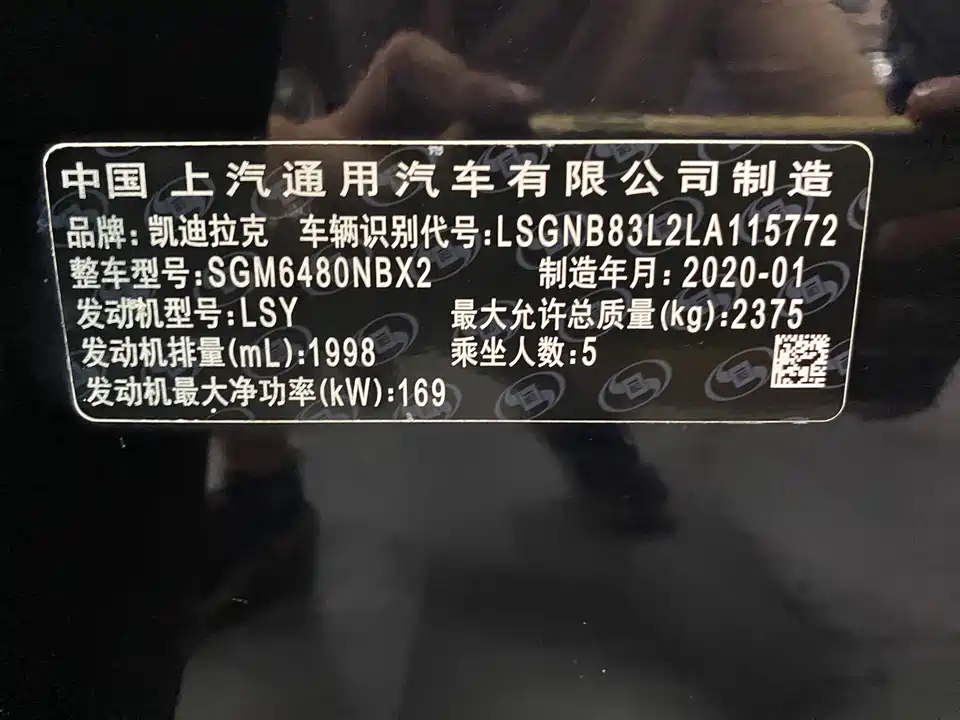 中国 上汽通用汽车有限公司制造
品牌: 凯迪拉克 车辆识别代号:LSGNB83L2LA115772
整车型号:SGM6480NBX2 制造年月: 2020-01
发动机型号:LSY 最大允许总质量(kg):2375
发动机排量(mL):1998 乘坐人数:5
发动机最大净功率(kW):169